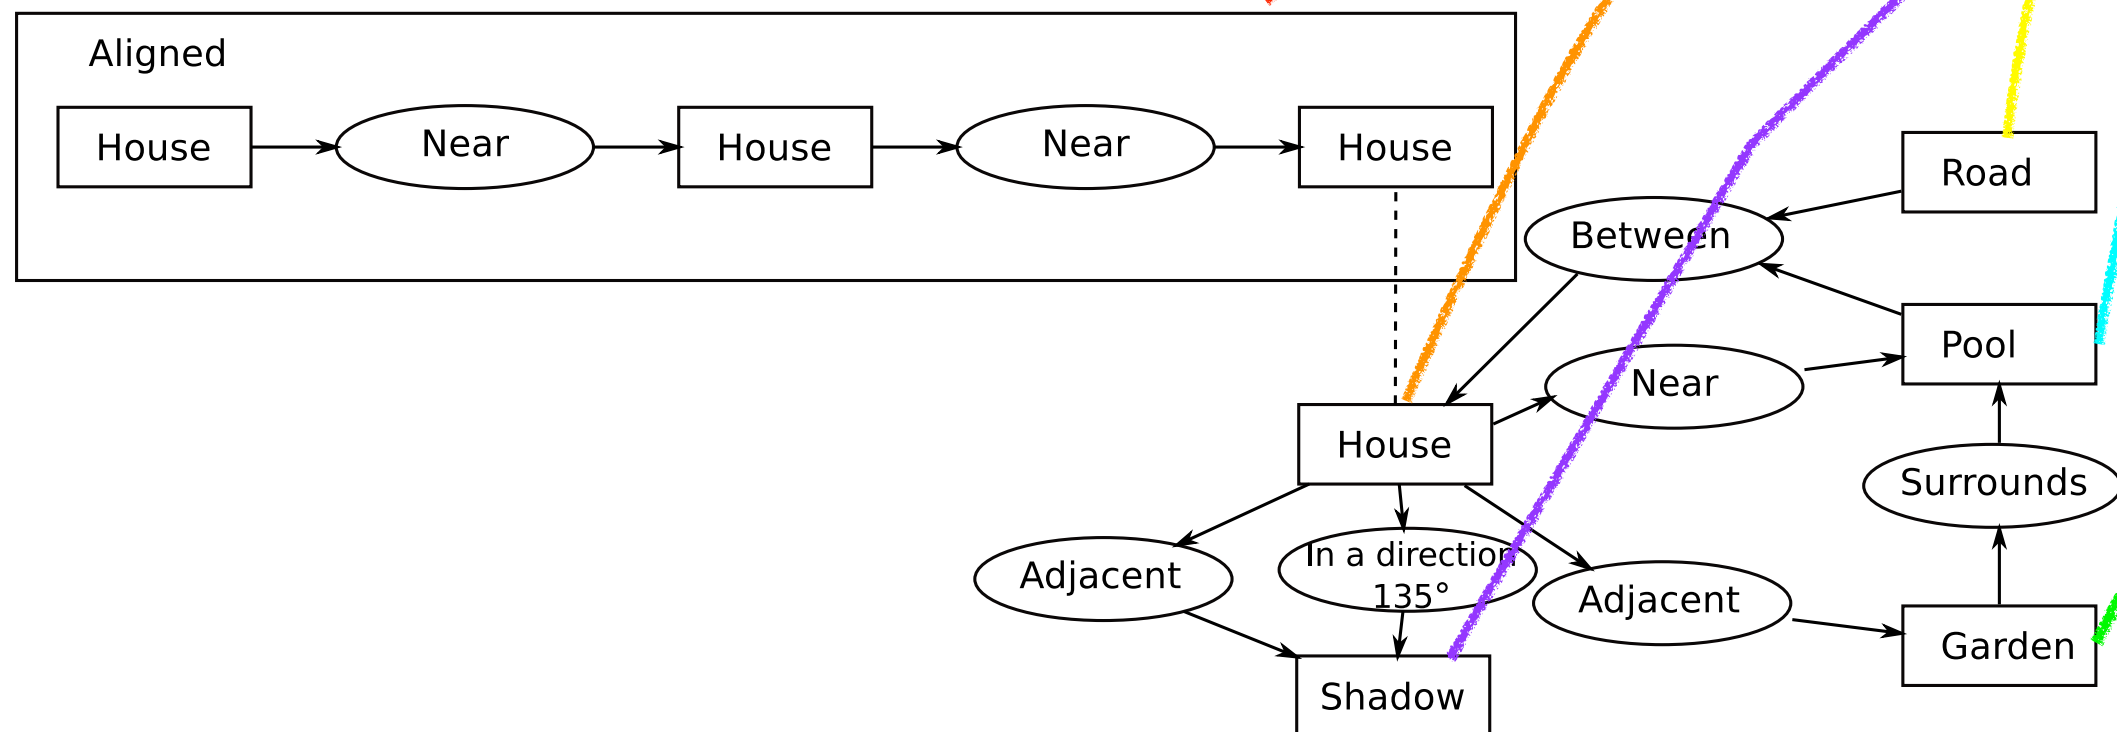 Aligned
House
Near
House
Near
House
Road
Between
Pool
Near
House
Surrounds
In a direction
135°
Adjacent
Adjacent
Garden
Shadow